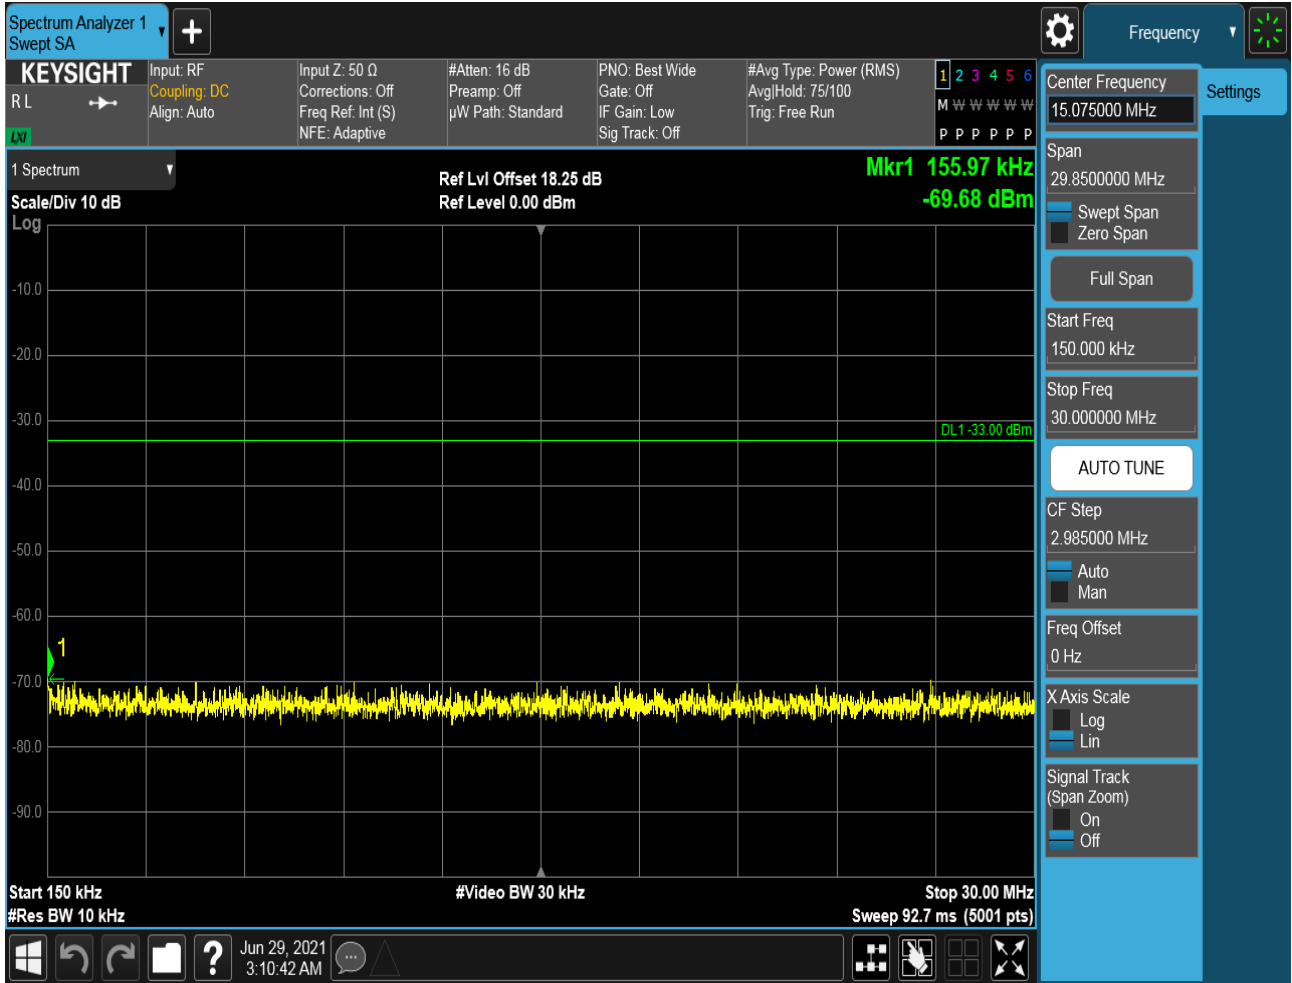 Spectrum Analyzer 1
Swept SA
Frequency
KEYSIGHT
R L
LXI
Input: RF
Coupling: DC
Align: Auto
Input Z: 50 Ω
Corrections: Off
Freq Ref: Int (S)
NFE: Adaptive
#Atten: 16 dB
Preamp: Off
µW Path: Standard
PNO: Best Wide
Gate: Off
IF Gain: Low
Sig Track: Off
#Avg Type: Power (RMS)
Avg|Hold: 75/100
Trig: Free Run
1 2 3 4 5 6
M W W W W W
P P P P P P
1 Spectrum
Scale/Div 10 dB
Log
Ref Lvl Offset 18.25 dB
Ref Level 0.00 dBm
Mkr1 155.97 kHz
-69.68 dBm
-10.0
-20.0
-30.0
DL1 -33.00 dBm
-40.0
-50.0
-60.0
1
-70.0
-80.0
-90.0
Start 150 kHz
#Res BW 10 kHz
#Video BW 30 kHz
Stop 30.00 MHz
Sweep 92.7 ms (5001 pts)
Center Frequency
15.075000 MHz
Settings
Span
29.8500000 MHz
Swept Span
Zero Span
Full Span
Start Freq
150.000 kHz
Stop Freq
30.000000 MHz
AUTO TUNE
CF Step
2.985000 MHz
Auto
Man
Freq Offset
0 Hz
X Axis Scale
Log
Lin
Signal Track
(Span Zoom)
On
Off
?
Jun 29, 2021
3:10:42 AM